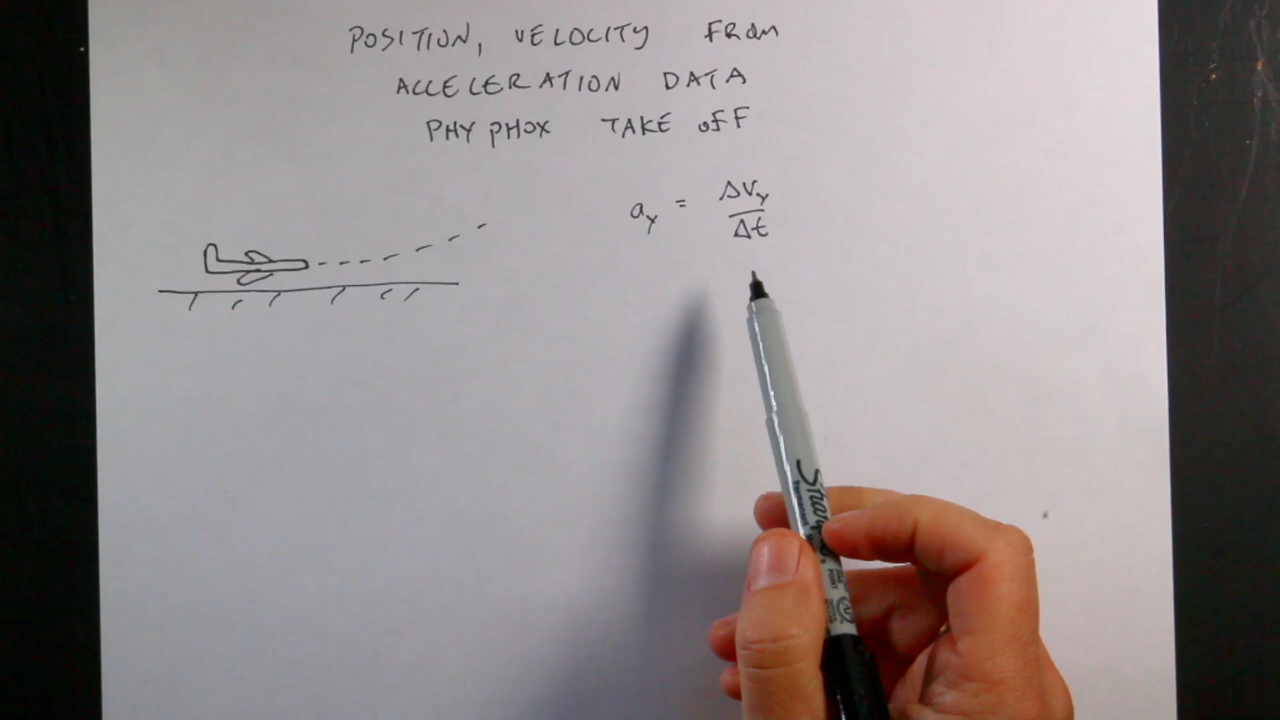 POSITION, VELOCITY FROM
ACCELERATION DATA
PHYPHOX TAKE OFF
a_y = Δv_y / Δt